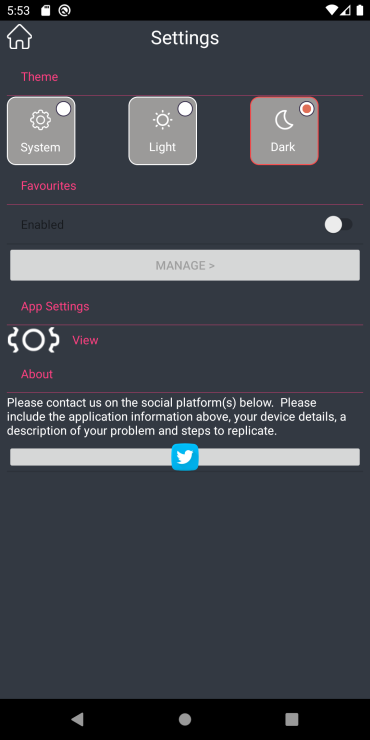 5:53
Settings
Theme
System
Light
Dark
Favourites
Enabled
MANAGE >
App Settings
View
About
Please contact us on the social platform(s) below.  Please
include the application information above, your device details, a
description of your problem and steps to replicate.